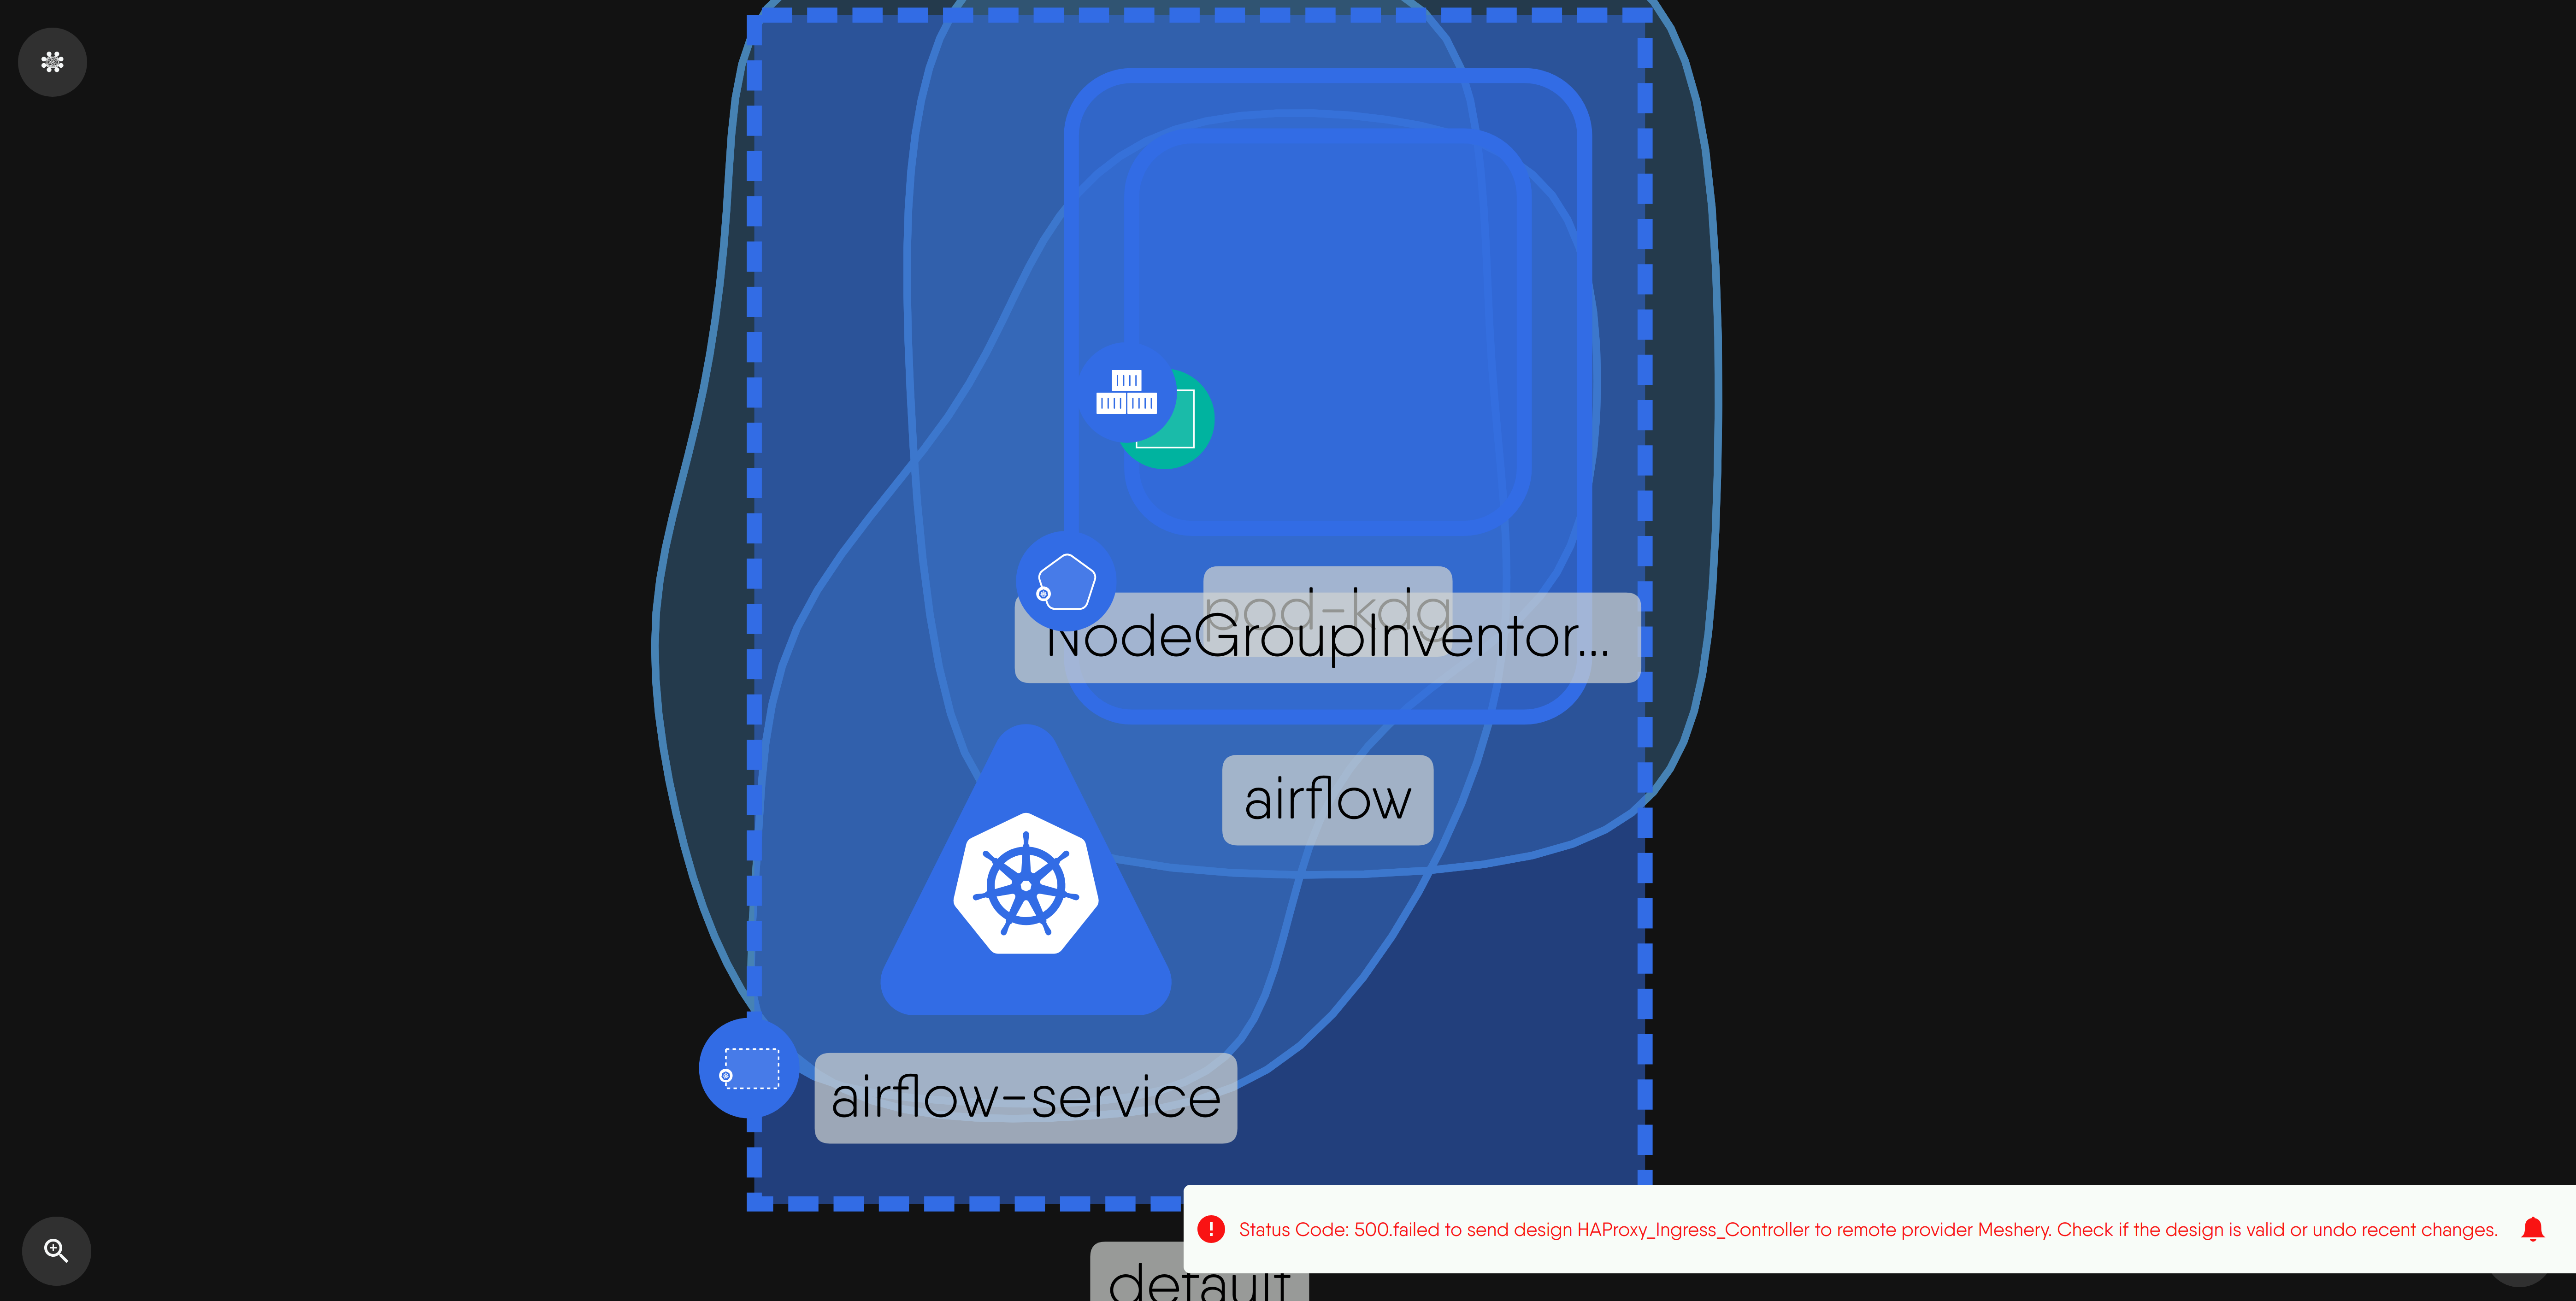 pod-kdg
NodeGroupInventor...
airflow
airflow-service
Status Code: 500.failed to send design HAProxy_Ingress_Controller to remote provider Meshery. Check if the design is valid or undo recent changes.
default